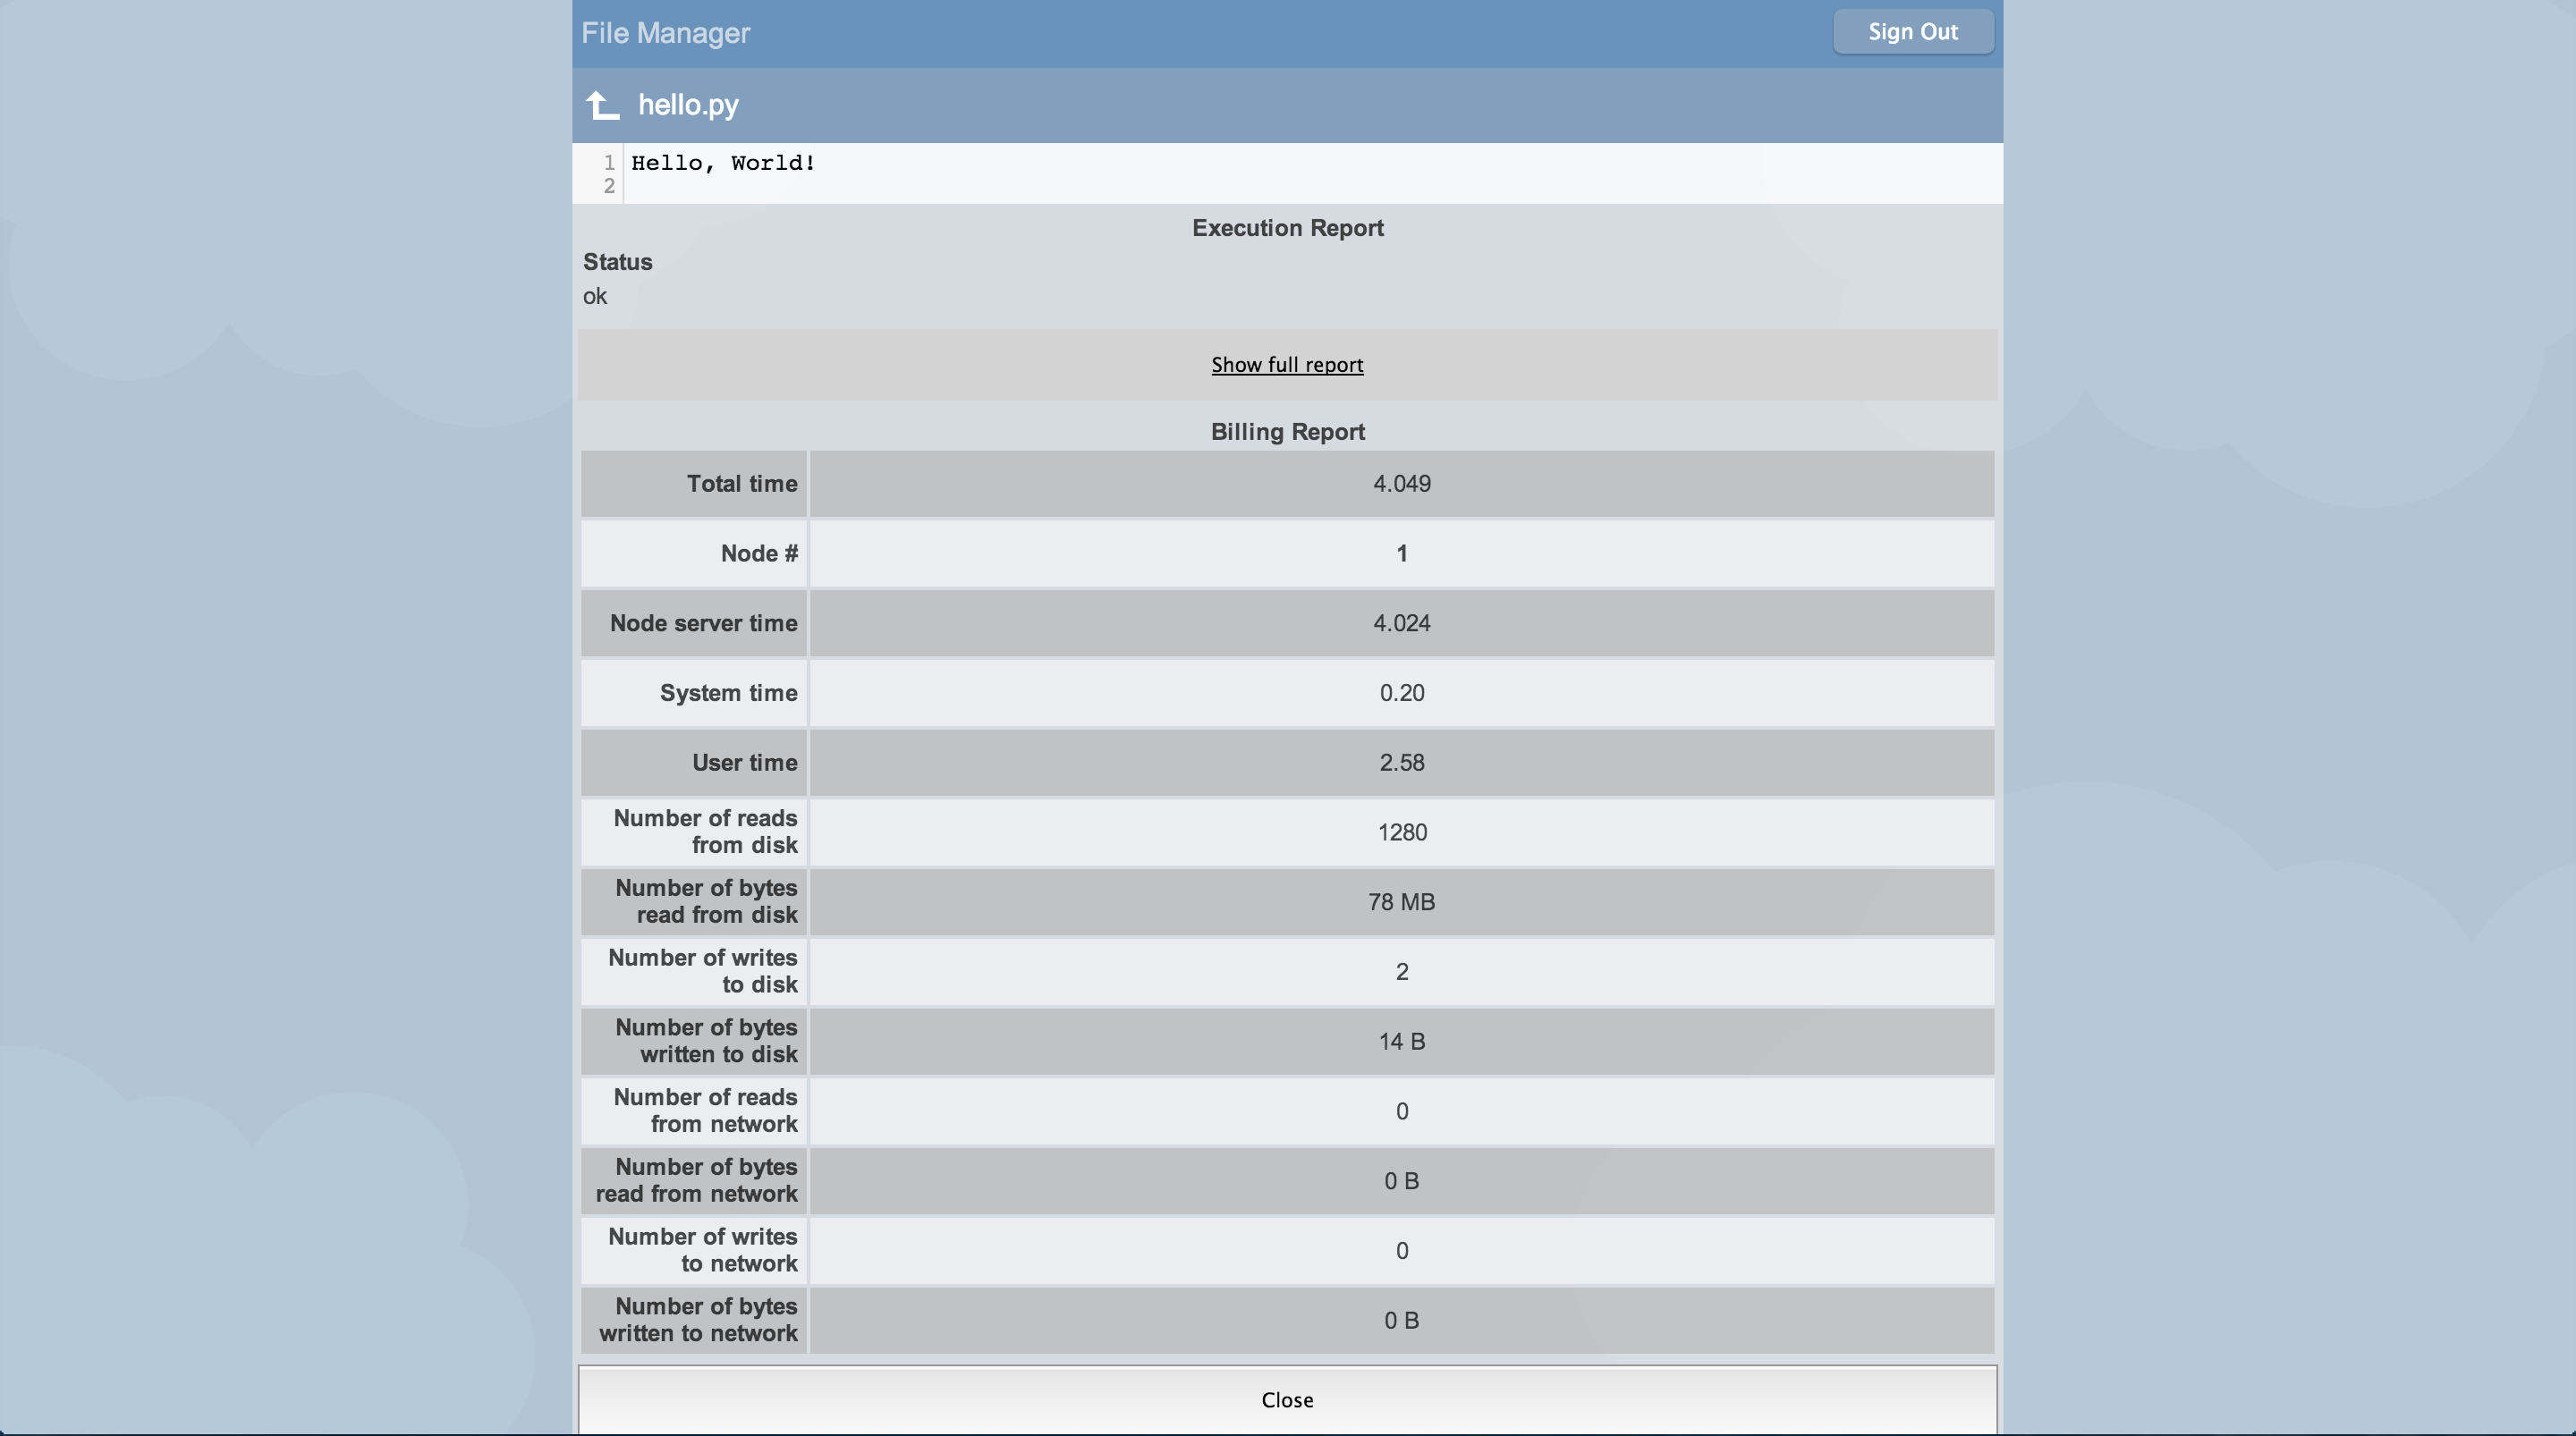 File Manager
Sign Out
hello.py
1 Hello, World!
2
Execution Report
Status
ok
Show full report
Billing Report
Total time 4.049
Node # 1
Node server time 4.024
System time 0.20
User time 2.58
Number of reads
from disk 1280
Number of bytes
read from disk 78 MB
Number of writes
to disk 2
Number of bytes
written to disk 14 B
Number of reads
from network 0
Number of bytes
read from network 0 B
Number of writes
to network 0
Number of bytes
written to network 0 B
Close